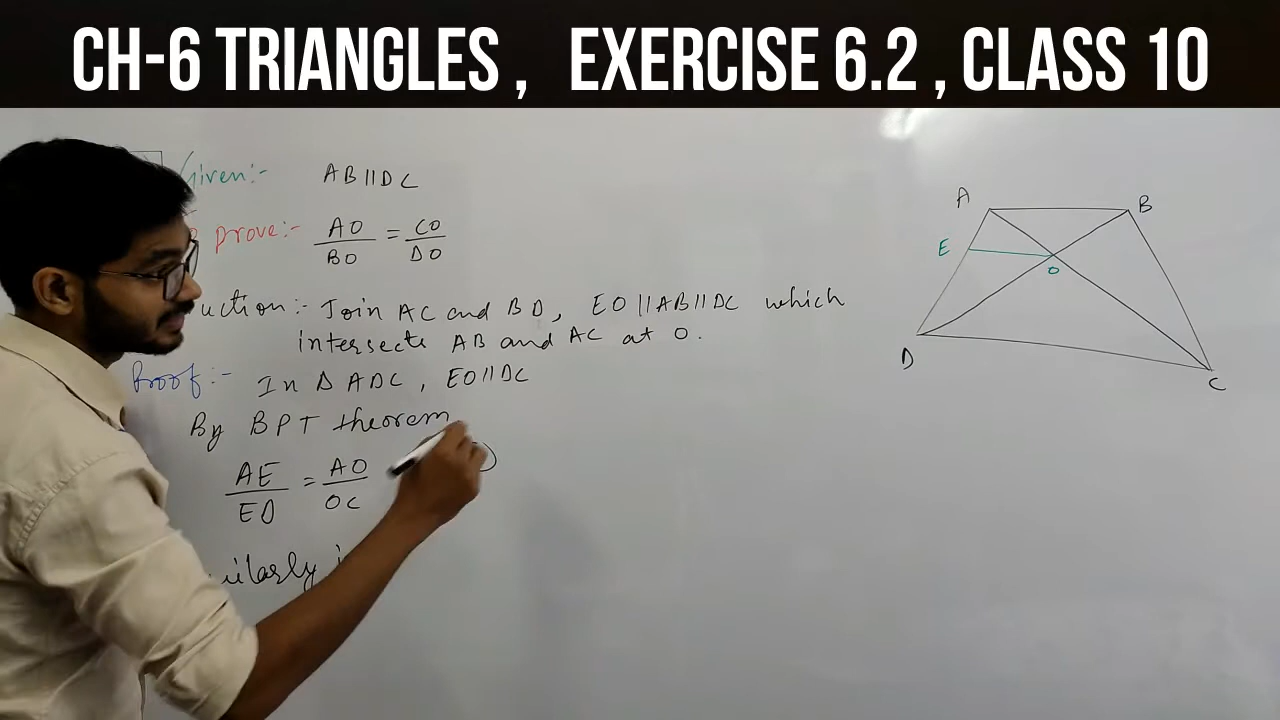 CH-6 TRIANGLES , EXERCISE 6.2 , CLASS 10
Given:- AB || DC
prove:- AO/BO = CO/DO
uction:- Join AC and BD, EO || AB || DC which
intersects AB and AC at O.
Proof:- In Δ ADC, EO || DC
By BPT theorem
AE/ED = AO/OC
ilarly i
A
B
E
O
D
C